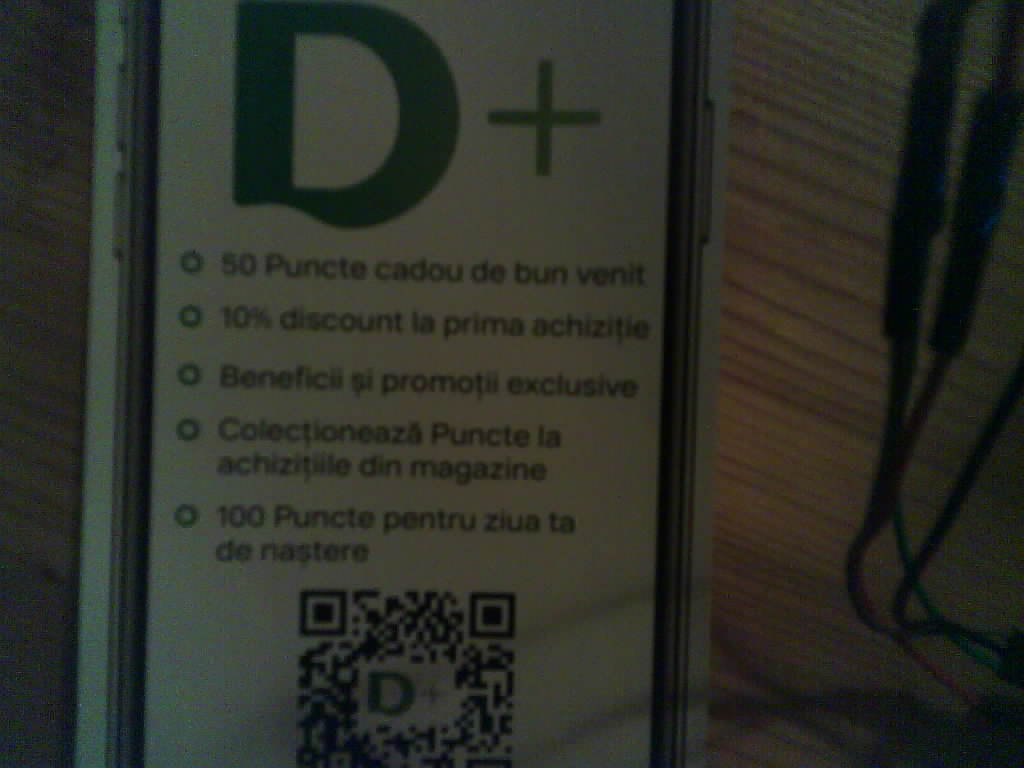 D+
50 Puncte cadou de bun venit
10% discount la prima achiziție
Beneficii și promoții exclusive
Colecționează Puncte la
achizițiile din magazine
100 Puncte pentru ziua ta
de naștere
D+